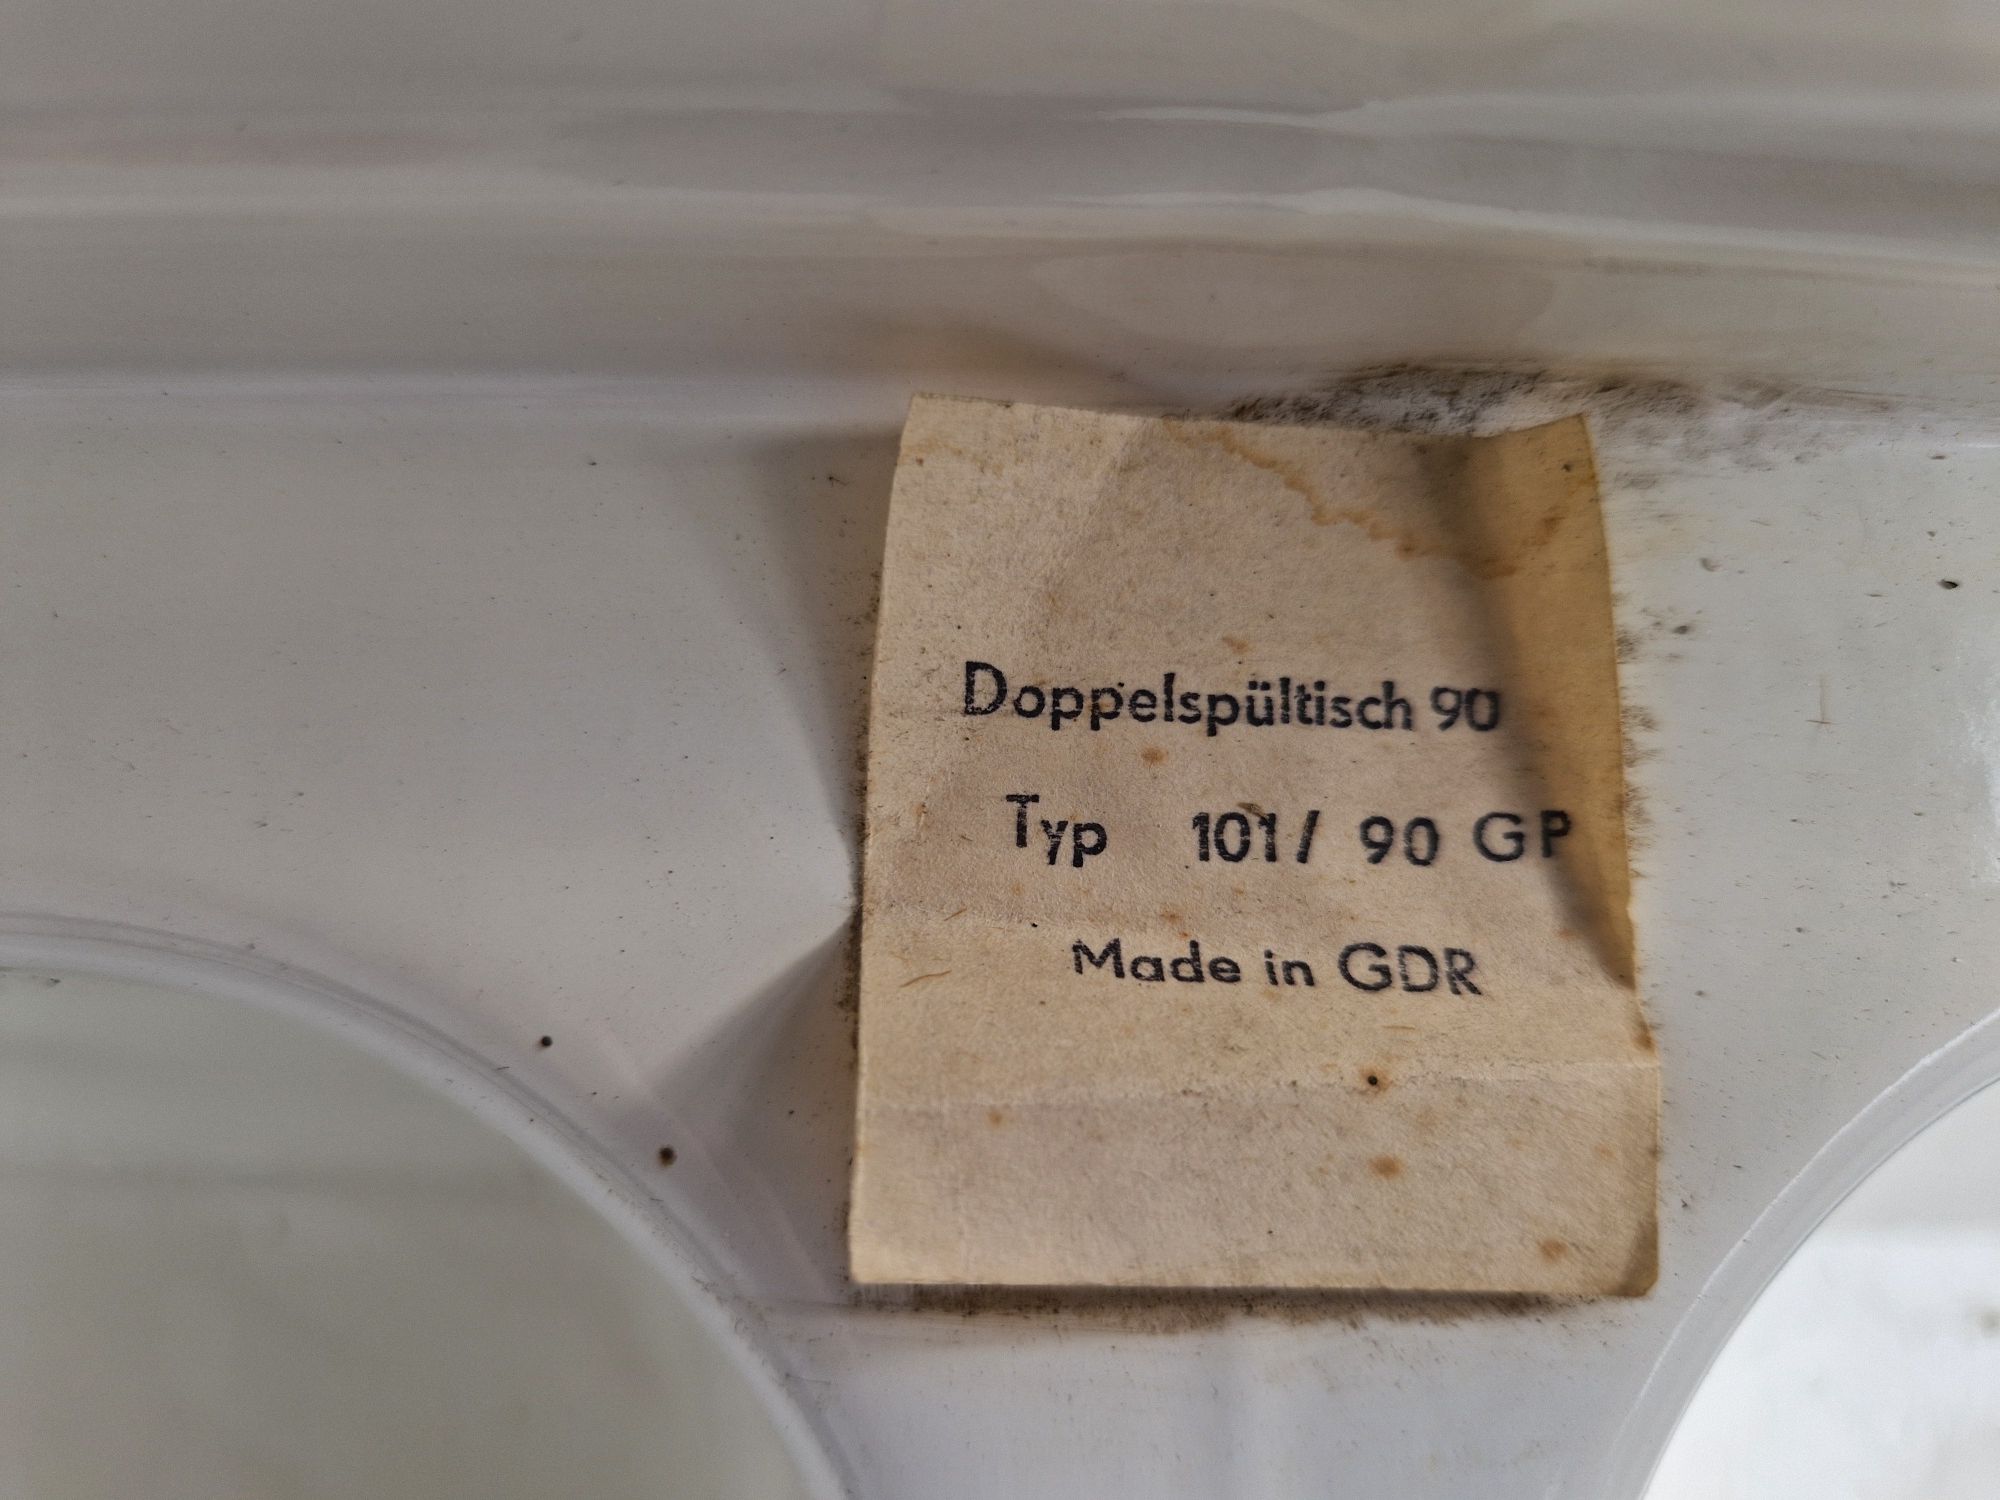 Doppelspültisch 90
Typ 101/ 90 GP
Made in GDR